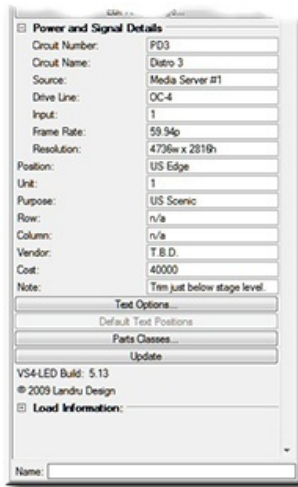 Power and Signal Details
Circuit Number: PD3
Circuit Name: Distro 3
Source: Media Server #1
Drive Line: OC-4
Input: 1
Frame Rate: 59.94p
Resolution: 4736w x 2816h
Position: US Edge
Unit: 1
Purpose: US Scenic
Row: n/a
Column: n/a
Vendor: T.B.D.
Cost: 40000
Note: Trim just below stage level.
Text Options...
Default Text Positions
Parts Classes...
Update
VS4-LED Build: 5.13
© 2009 Landru Design
Load Information:
Name: